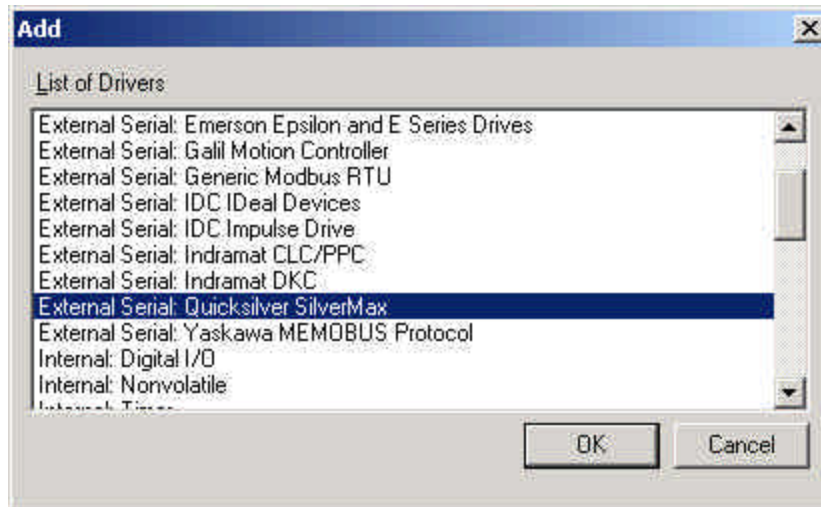 Add
List of Drivers
External Serial: Emerson Epsilon and E Series Drives
External Serial: Galil Motion Controller
External Serial: Generic Modbus RTU
External Serial: IDC IDeal Devices
External Serial: IDC Impulse Drive
External Serial: Indramat CLC/PPC
External Serial: Indramat DKC
External Serial: Quicksilver SilverMax
External Serial: Yaskawa MEMOBUS Protocol
Internal: Digital I/O
Internal: Nonvolatile
Internal: Timer
OK
Cancel